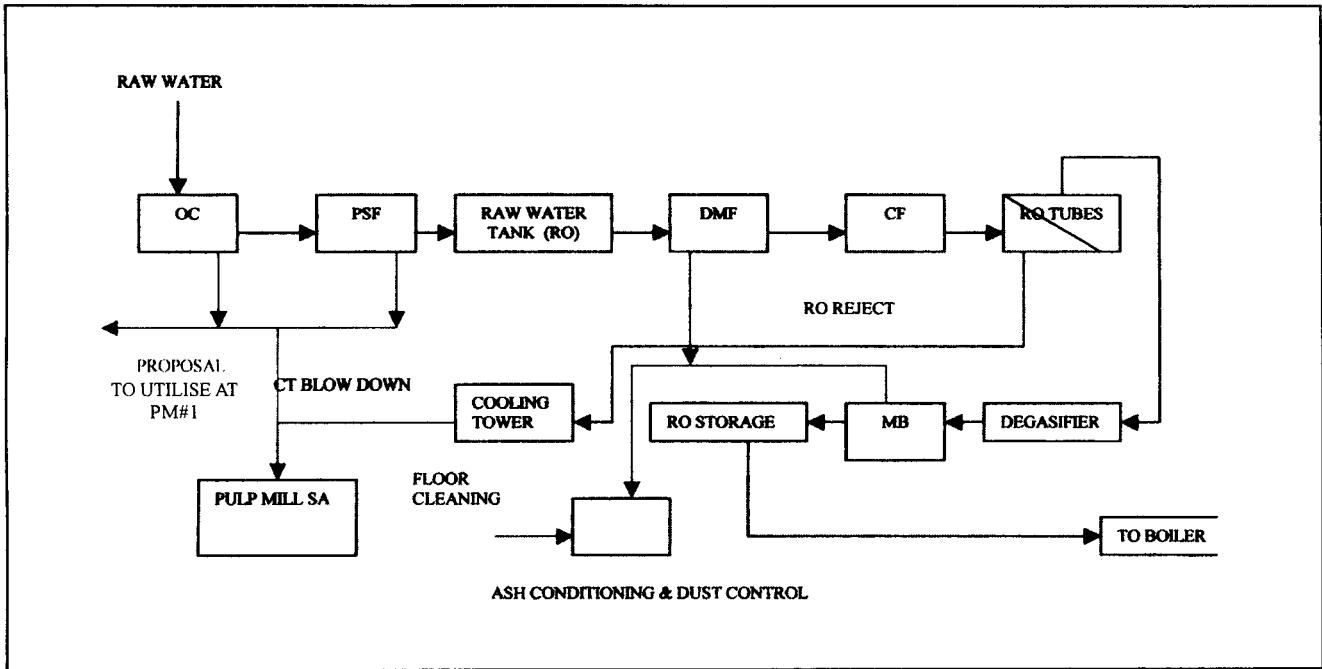 RAW WATER
OC
PSF
RAW WATER
TANK (RO)
DMF
CF
RO TUBES
RO REJECT
PROPOSAL
TO UTILISE AT
PM#1
CT BLOW DOWN
COOLING
TOWER
RO STORAGE
MB
DEGASIFIER
PULP MILL SA
FLOOR
CLEANING
TO BOILER
ASH CONDITIONING & DUST CONTROL